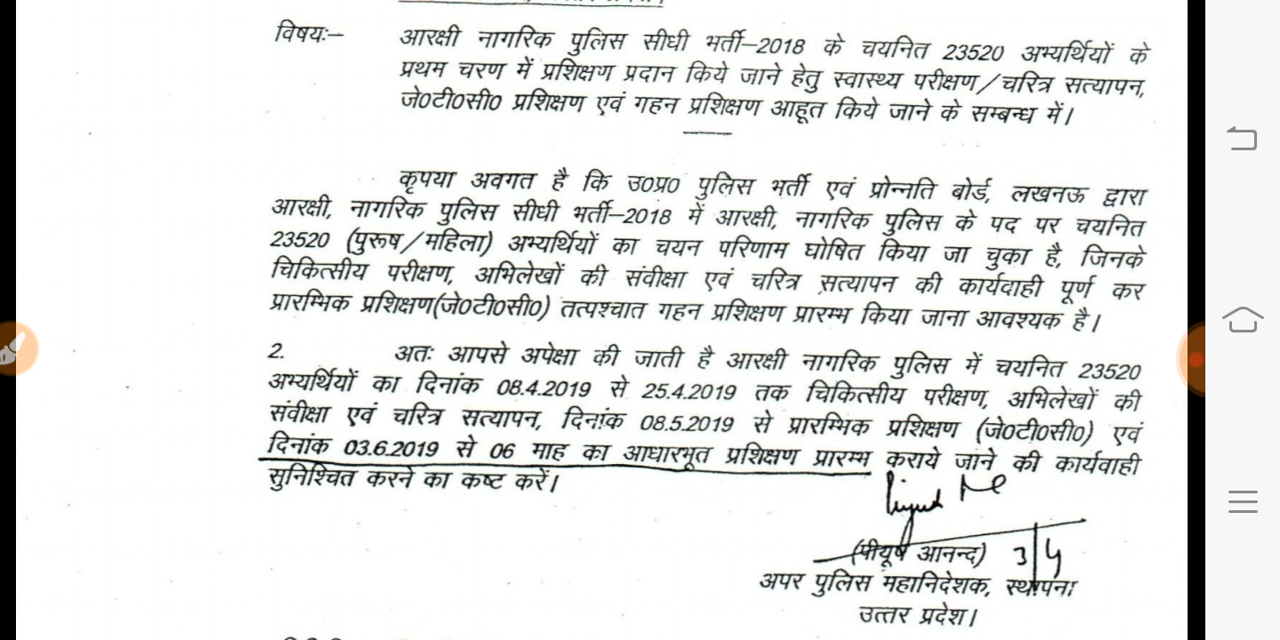 विषयः— आरक्षी नागरिक पुलिस सीधी भर्ती—2018 के चयनित 23520 अभ्यर्थियों के
प्रथम चरण में प्रशिक्षण प्रदान किये जाने हेतु स्वास्थ्य परीक्षण/चरित्र सत्यापन,
जे0टी0सी0 प्रशिक्षण एवं गहन प्रशिक्षण आहूत किये जाने के सम्बन्ध में।
कृपया अवगत है कि उ0प्र0 पुलिस भर्ती एवं प्रोन्नति बोर्ड, लखनऊ द्वारा
आरक्षी, नागरिक पुलिस सीधी भर्ती—2018 में आरक्षी, नागरिक पुलिस के पद पर चयनित
23520 (पुरूष/महिला) अभ्यर्थियों का चयन परिणाम घोषित किया जा चुका है, जिनके
चिकित्सीय परीक्षण, अभिलेखों की संवीक्षा एवं चरित्र सत्यापन की कार्यदाही पूर्ण कर
प्रारम्भिक प्रशिक्षण(जे0टी0सी0) तत्पश्चात गहन प्रशिक्षण प्रारम्भ किया जाना आवश्यक है।
2. अतः आपसे अपेक्षा की जाती है आरक्षी नागरिक पुलिस में चयनित 23520
अभ्यर्थियों का दिनांक 08.4.2019 से 25.4.2019 तक चिकित्सीय परीक्षण, अभिलेखों की
संवीक्षा एवं चरित्र सत्यापन, दिनांक 08.5.2019 से प्रारम्भिक प्रशिक्षण (जे0टी0सी0) एवं
दिनांक 03.6.2019 से 06 माह का आधारभूत प्रशिक्षण प्रारम्भ कराये जाने की कार्यवाही
सुनिश्चित करने का कष्ट करें।
(पीयूष आनन्द) 3/4
अपर पुलिस महानिदेशक, स्थापना
उत्तर प्रदेश।